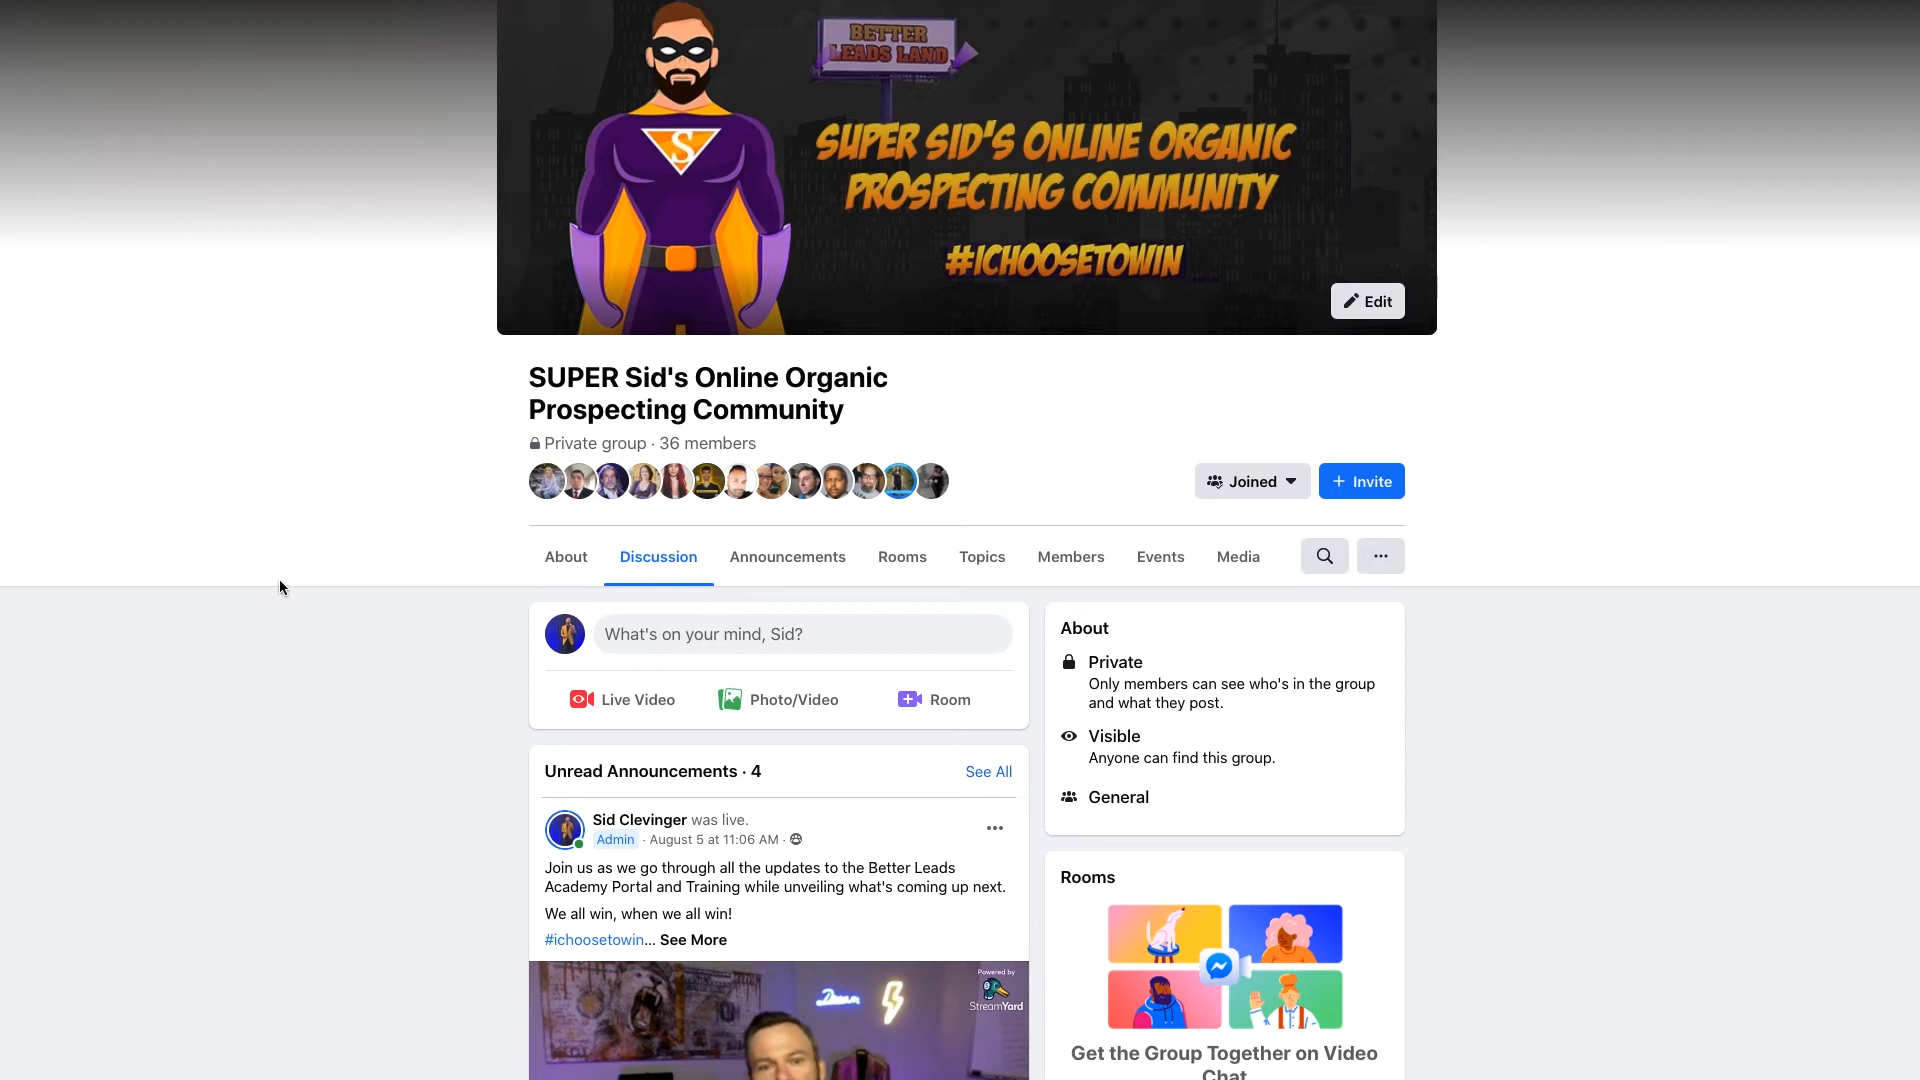 BETTER
LEADS LAND
S
SUPER SID'S ONLINE ORGANIC
PROSPECTING COMMUNITY
#ICHOOSETOWIN
Edit
SUPER Sid's Online Organic
Prospecting Community
Private group · 36 members
Joined
+ Invite
About
Discussion
Announcements
Rooms
Topics
Members
Events
Media
What's on your mind, Sid?
Live Video
Photo/Video
Room
Unread Announcements · 4
See All
Sid Clevinger was live.
Admin · August 5 at 11:06 AM ·
Join us as we go through all the updates to the Better Leads
Academy Portal and Training while unveiling what's coming up next.
We all win, when we all win!
#ichoosetowin... See More
Powered by
StreamYard
Dream
About
Private
Only members can see who's in the group
and what they post.
Visible
Anyone can find this group.
General
Rooms
Get the Group Together on Video
Chat